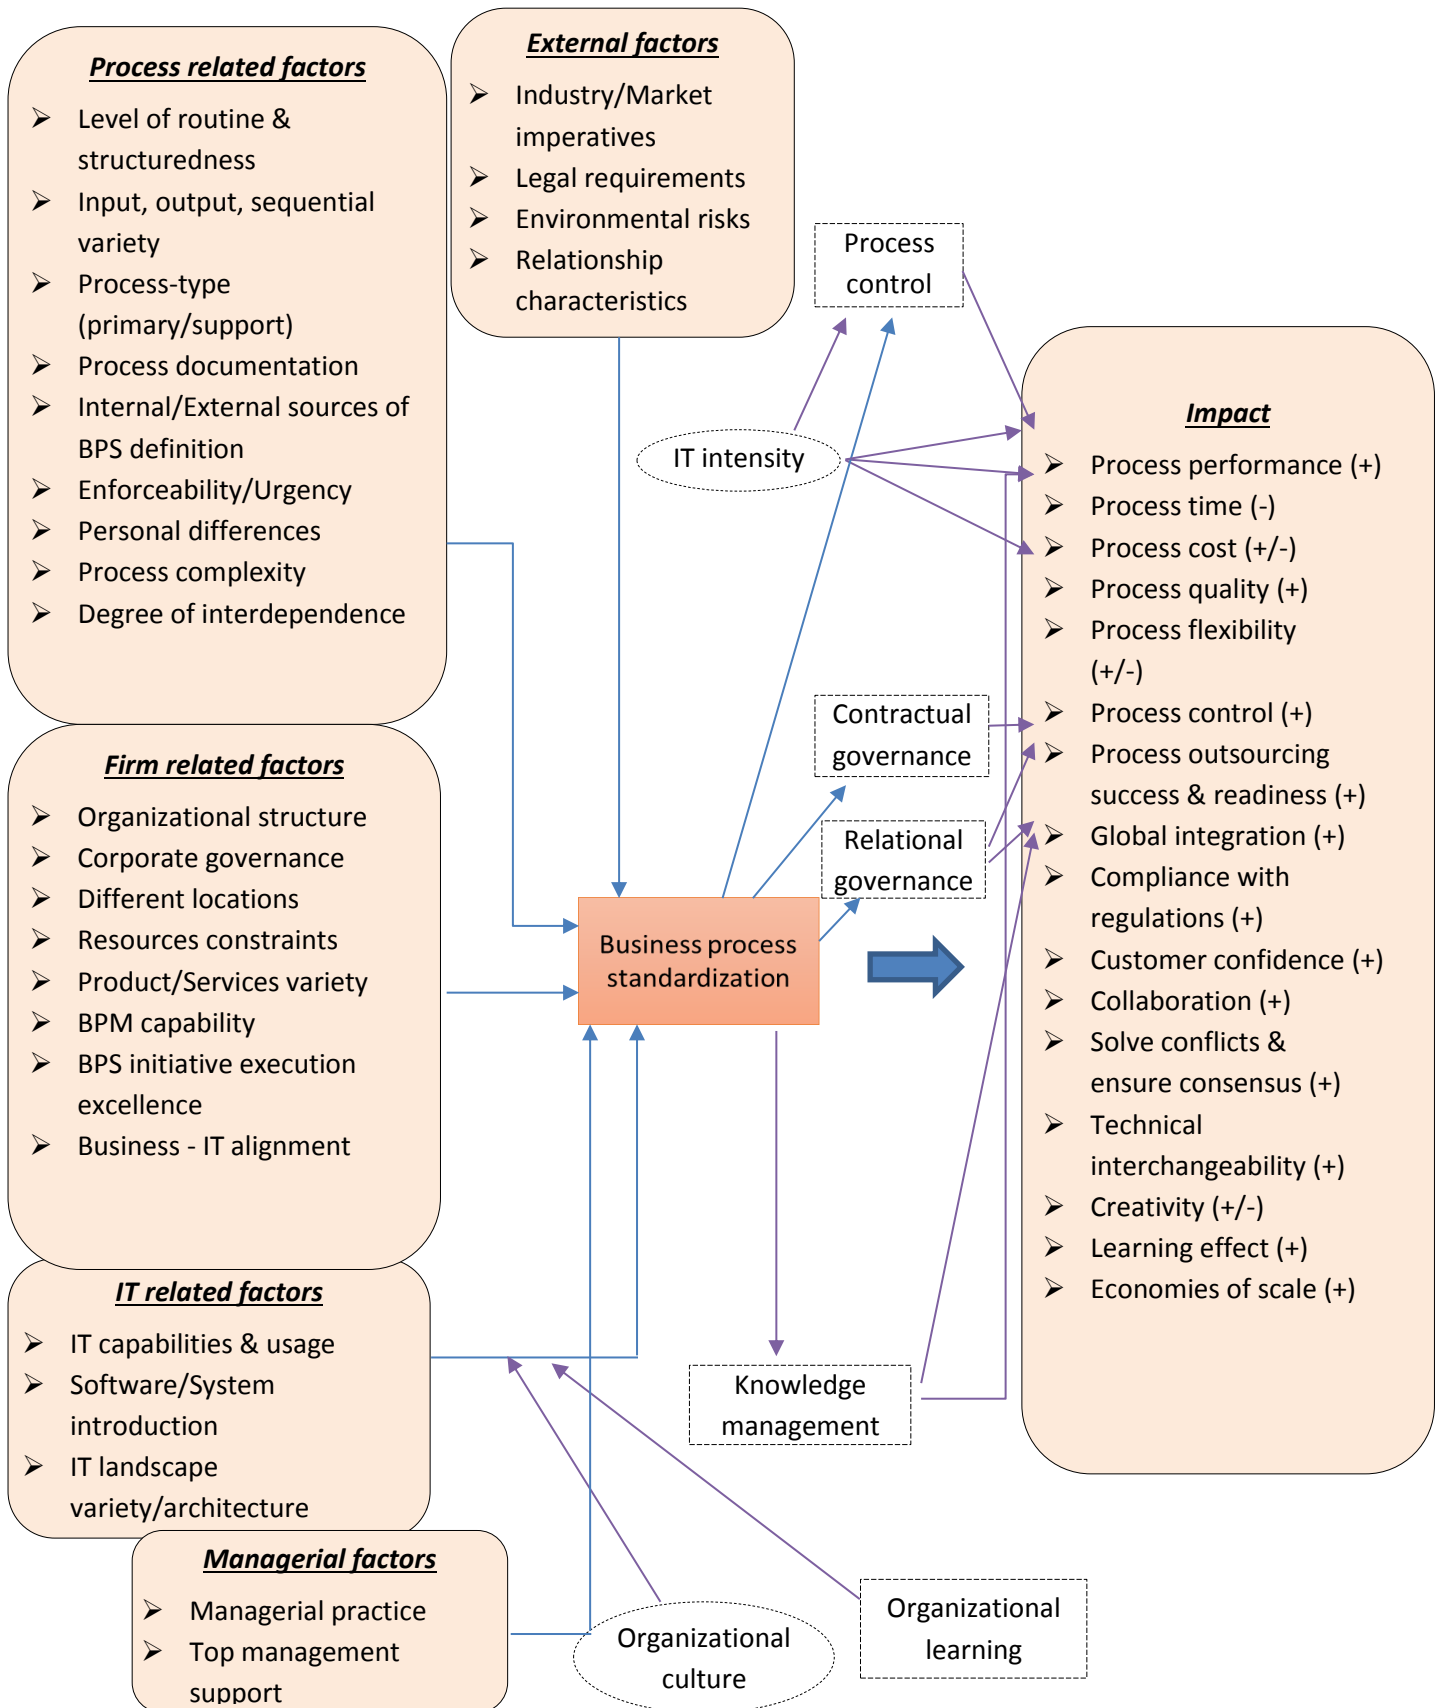 Process related factors
Level of routine &
structuredness
Input, output, sequential
variety
Process-type
(primary/support)
Process documentation
Internal/External sources of
BPS definition
Enforceability/Urgency
Personal differences
Process complexity
Degree of interdependence
External factors
Industry/Market
imperatives
Legal requirements
Environmental risks
Relationship
characteristics
Process
control
IT intensity
Contractual
governance
Relational
governance
Business process
standardization
Firm related factors
Organizational structure
Corporate governance
Different locations
Resources constraints
Product/Services variety
BPM capability
BPS initiative execution
excellence
Business - IT alignment
IT related factors
IT capabilities & usage
Software/System
introduction
IT landscape
variety/architecture
Managerial factors
Managerial practice
Top management
support
Knowledge
management
Organizational
culture
Organizational
learning
Impact
Process performance (+)
Process time (-)
Process cost (+/-)
Process quality (+)
Process flexibility
(+/-)
Process control (+)
Process outsourcing
success & readiness (+)
Global integration (+)
Compliance with
regulations (+)
Customer confidence (+)
Collaboration (+)
Solve conflicts &
ensure consensus (+)
Technical
interchangeability (+)
Creativity (+/-)
Learning effect (+)
Economies of scale (+)